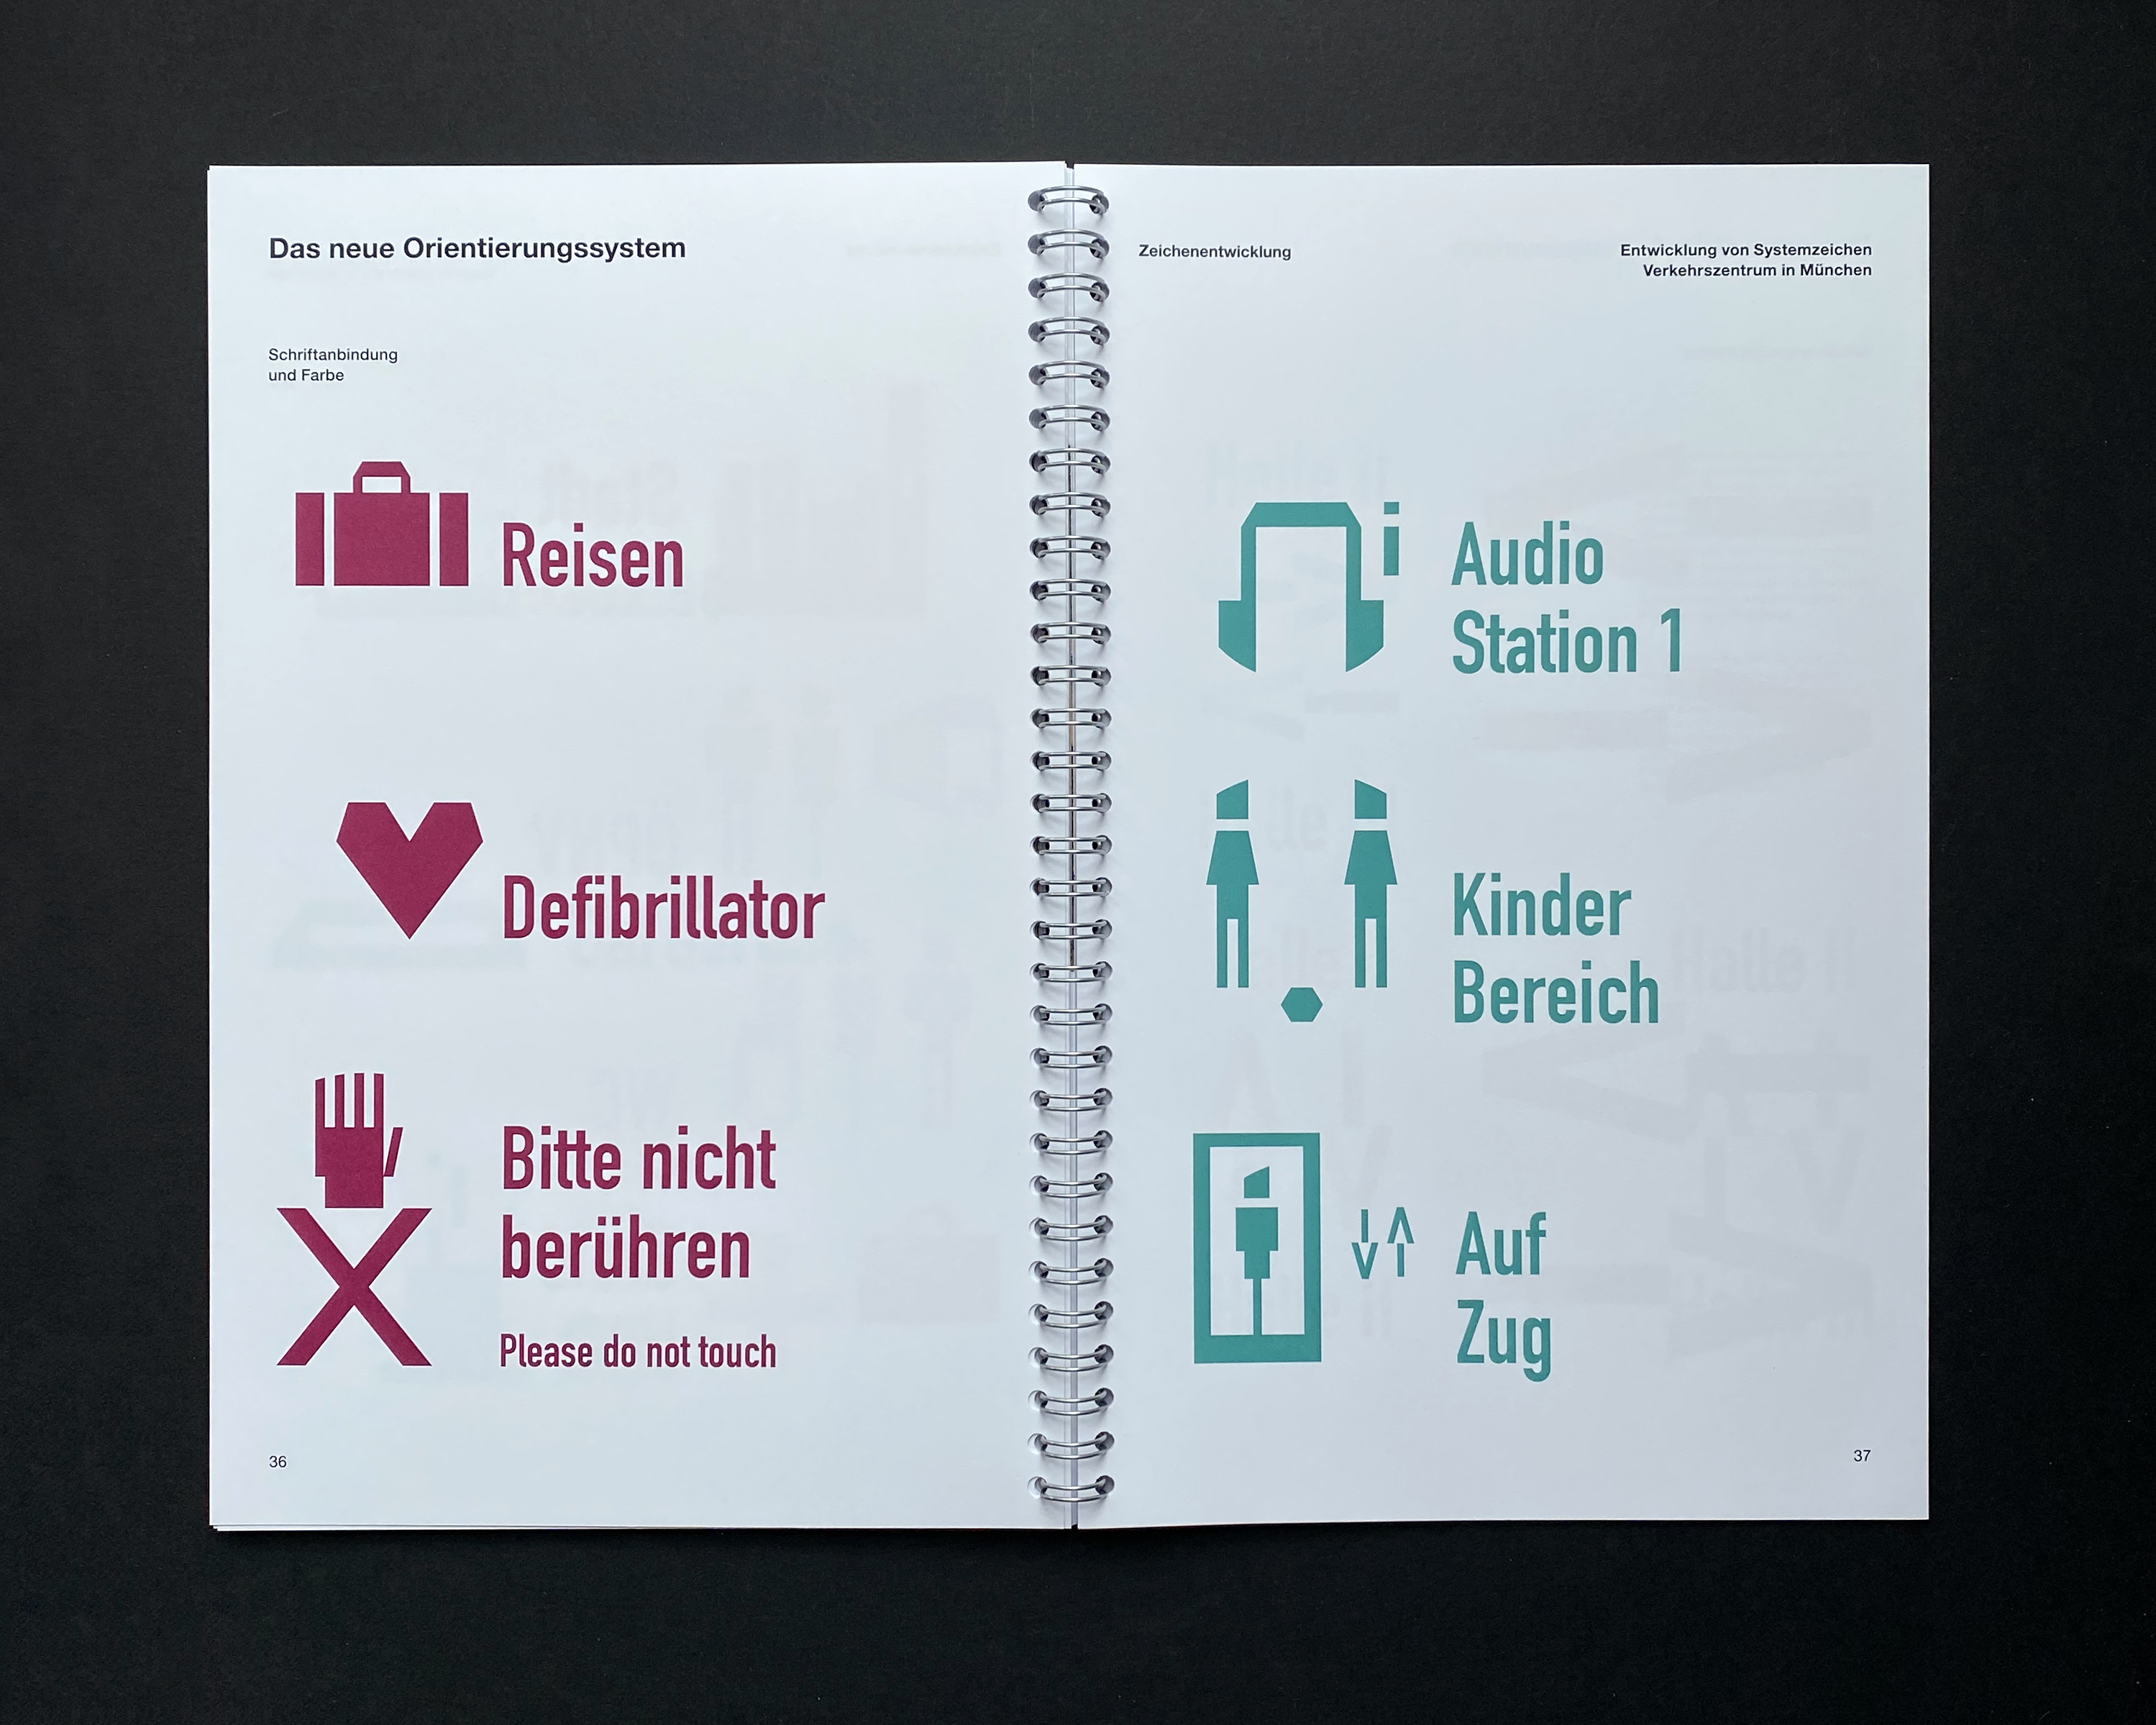 Das neue Orientierungssystem
Schriftanbindung
und Farbe
Reisen
Defibrillator
Bitte nicht
berühren
Please do not touch
36
Zeichenentwicklung
Entwicklung von Systemzeichen
Verkehrszentrum in München
i
Audio
Station 1
Kinder
Bereich
Auf
Zug
37